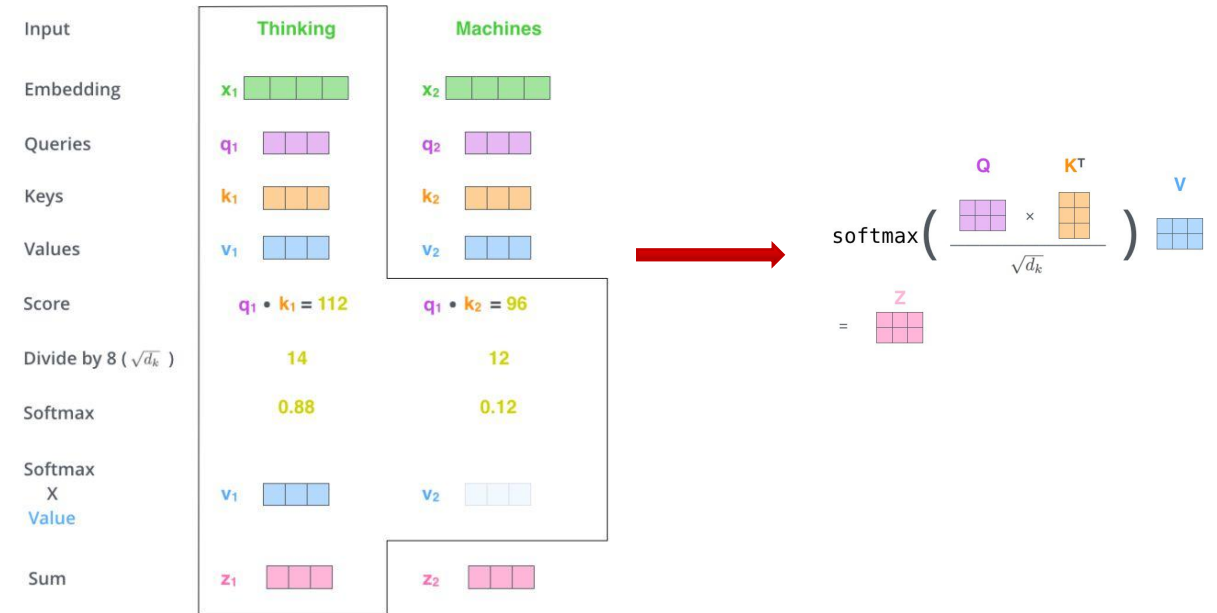 Input Thinking Machines
Embedding x₁ x₂
Queries q₁ q₂
Keys k₁ k₂
Values v₁ v₂
Score q₁ • k₁ = 112 q₁ • k₂ = 96
Divide by 8 ( √dₖ ) 14 12
Softmax 0.88 0.12
Softmax
X v₁ v₂
Value
Sum z₁ z₂
Q Kᵀ V
softmax( × )
√dₖ
Z
=